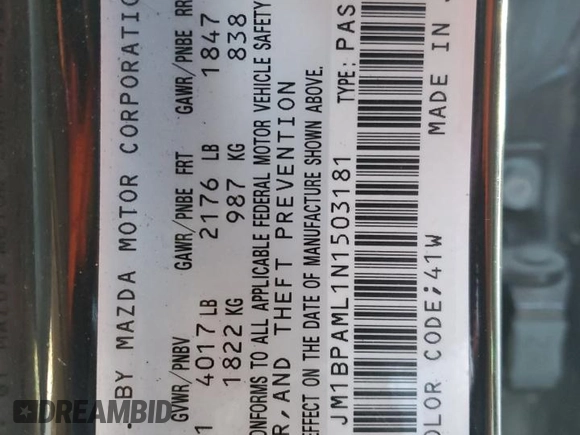 BY MAZDA MOTOR CORPORATIO
GVWR/PNBV GAWR/PNBE FRT GAWR/PNBE RR
4017 LB 2176 LB 1847
1822 KG 987 KG 838
ONFORMS TO ALL APPLICABLE FEDERAL MOTOR VEHICLE SAFETY
R, AND THEFT PREVENTION
EFFECT ON THE DATE OF MANUFACTURE SHOWN ABOVE.
JM1BPAML1N1503181 TYPE: PAS
OLOR CODE;41W MADE IN
DREAMBID